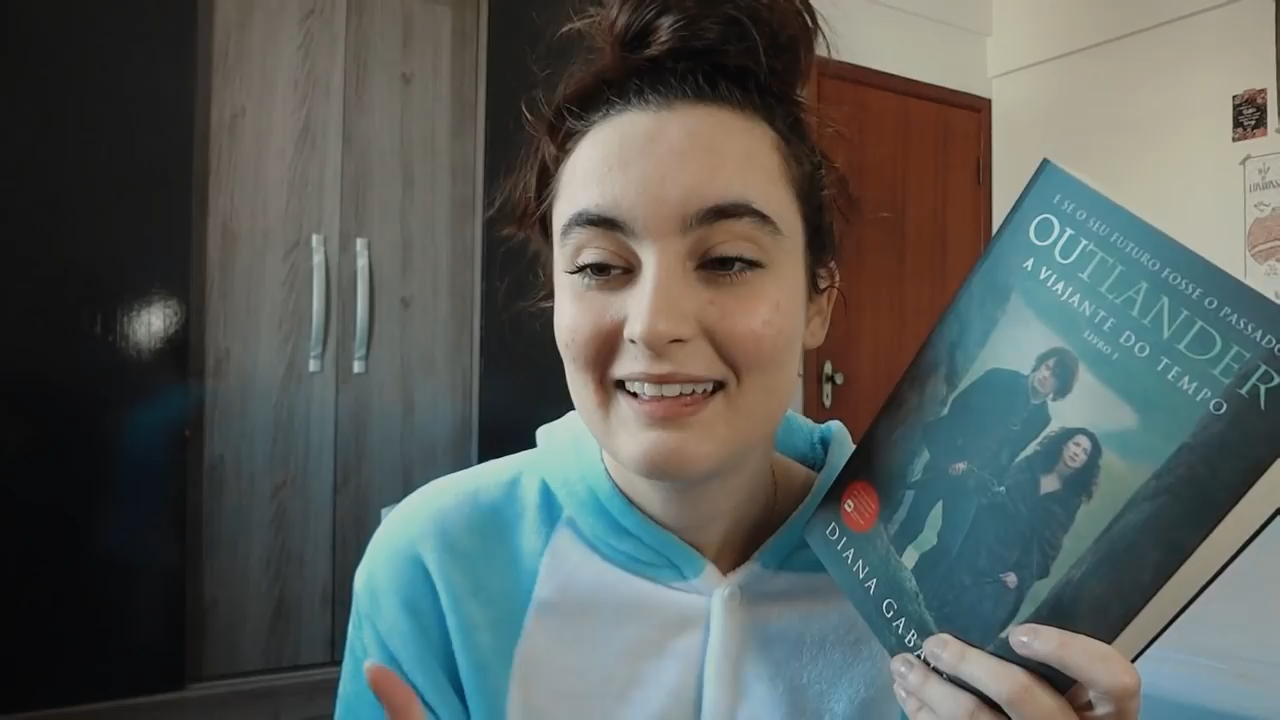 E SE O SEU FUTURO FOSSE O PASSADO
OUTLANDER
A VIAJANTE DO TEMPO
LIVRO 1
DIANA GABA